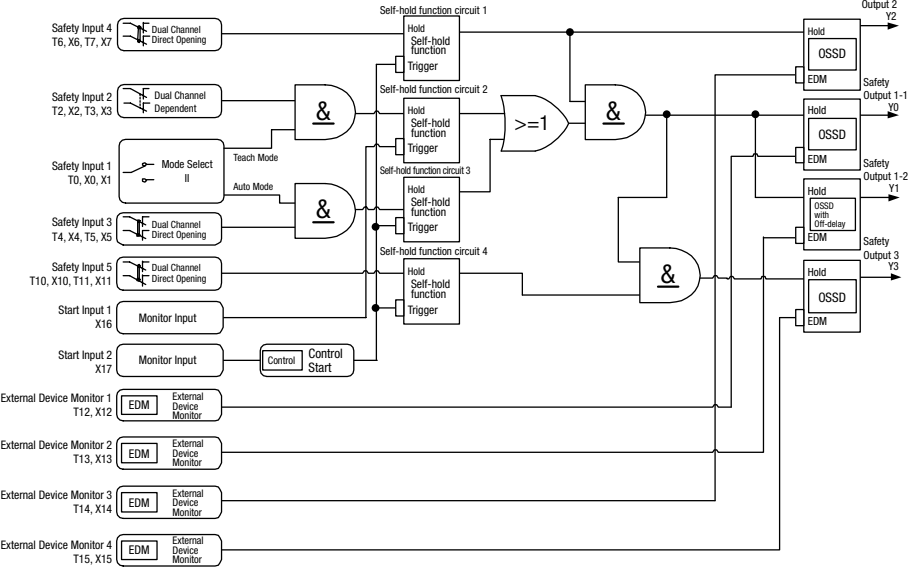 Self-hold function circuit 1
Output 2
Y2
Safety Input 4
T6, X6, T7, X7
Dual Channel
Direct Opening
Hold
Self-hold
function
Trigger
Hold
OSSD
EDM
Self-hold function circuit 2
Safety
Output 1-1
Y0
Safety Input 2
T2, X2, T3, X3
Dual Channel
Dependent
&
Hold
Self-hold
function
Trigger
>=1
&
Hold
OSSD
EDM
Teach Mode
Safety Input 1
T0, X0, X1
Mode Select
II
Auto Mode
Self-hold function circuit 3
Safety
Output 1-2
Y1
&
Hold
Self-hold
function
Trigger
Hold
OSSD
with
Off-delay
EDM
Safety Input 3
T4, X4, T5, X5
Dual Channel
Direct Opening
Self-hold function circuit 4
Safety
Output 3
Y3
Safety Input 5
T10, X10, T11, X11
Dual Channel
Direct Opening
Hold
Self-hold
function
Trigger
&
Hold
OSSD
EDM
Start Input 1
X16
Monitor Input
Start Input 2
X17
Monitor Input
Control
Control
Start
External Device Monitor 1
T12, X12
EDM
External
Device
Monitor
External Device Monitor 2
T13, X13
EDM
External
Device
Monitor
External Device Monitor 3
T14, X14
EDM
External
Device
Monitor
External Device Monitor 4
T15, X15
EDM
External
Device
Monitor